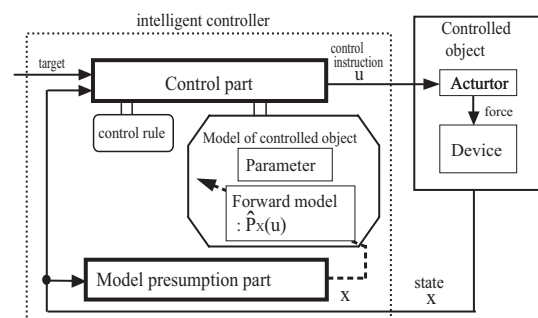 intelligent controller
Controlled
object
target
control
instruction
u
Control part
Acturtor
force
Device
control rule
Model of controlled object
Parameter
Forward model
: P̂x(u)
Model presumption part
x
state
x